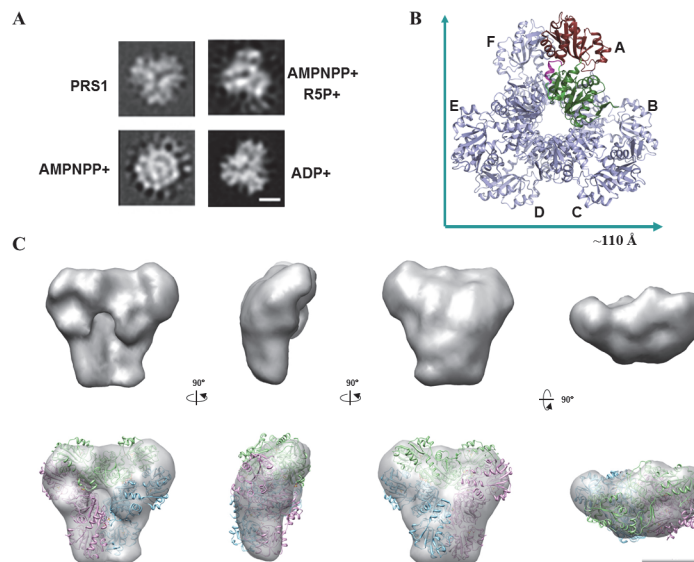 A
PRS1
AMPNPP+
R5P+
AMPNPP+
ADP+
B
F
A
E
B
D
C
~110 Å
C
90°
90°
90°